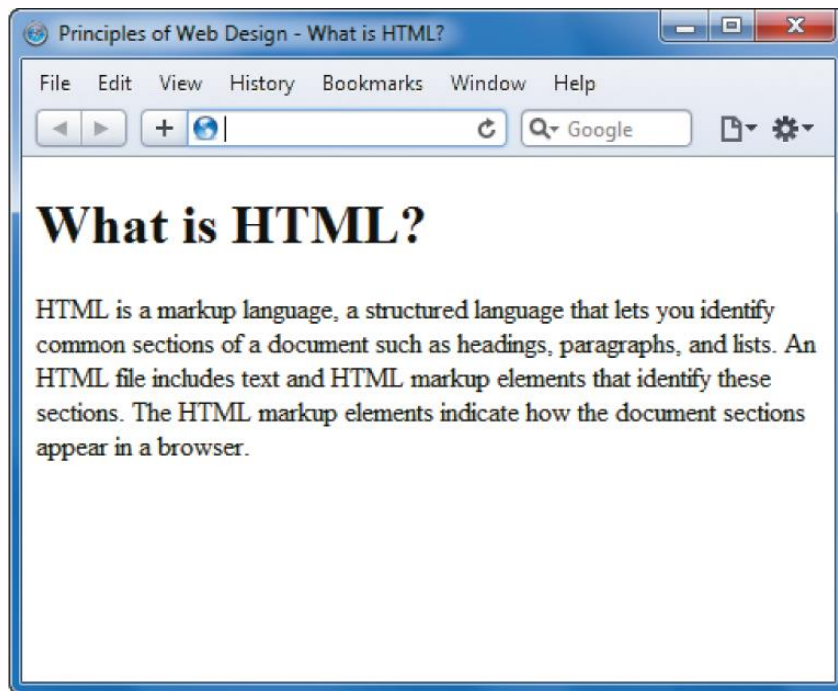 Principles of Web Design - What is HTML?
File Edit View History Bookmarks Window Help
Google
What is HTML?
HTML is a markup language, a structured language that lets you identify
common sections of a document such as headings, paragraphs, and lists. An
HTML file includes text and HTML markup elements that identify these
sections. The HTML markup elements indicate how the document sections
appear in a browser.